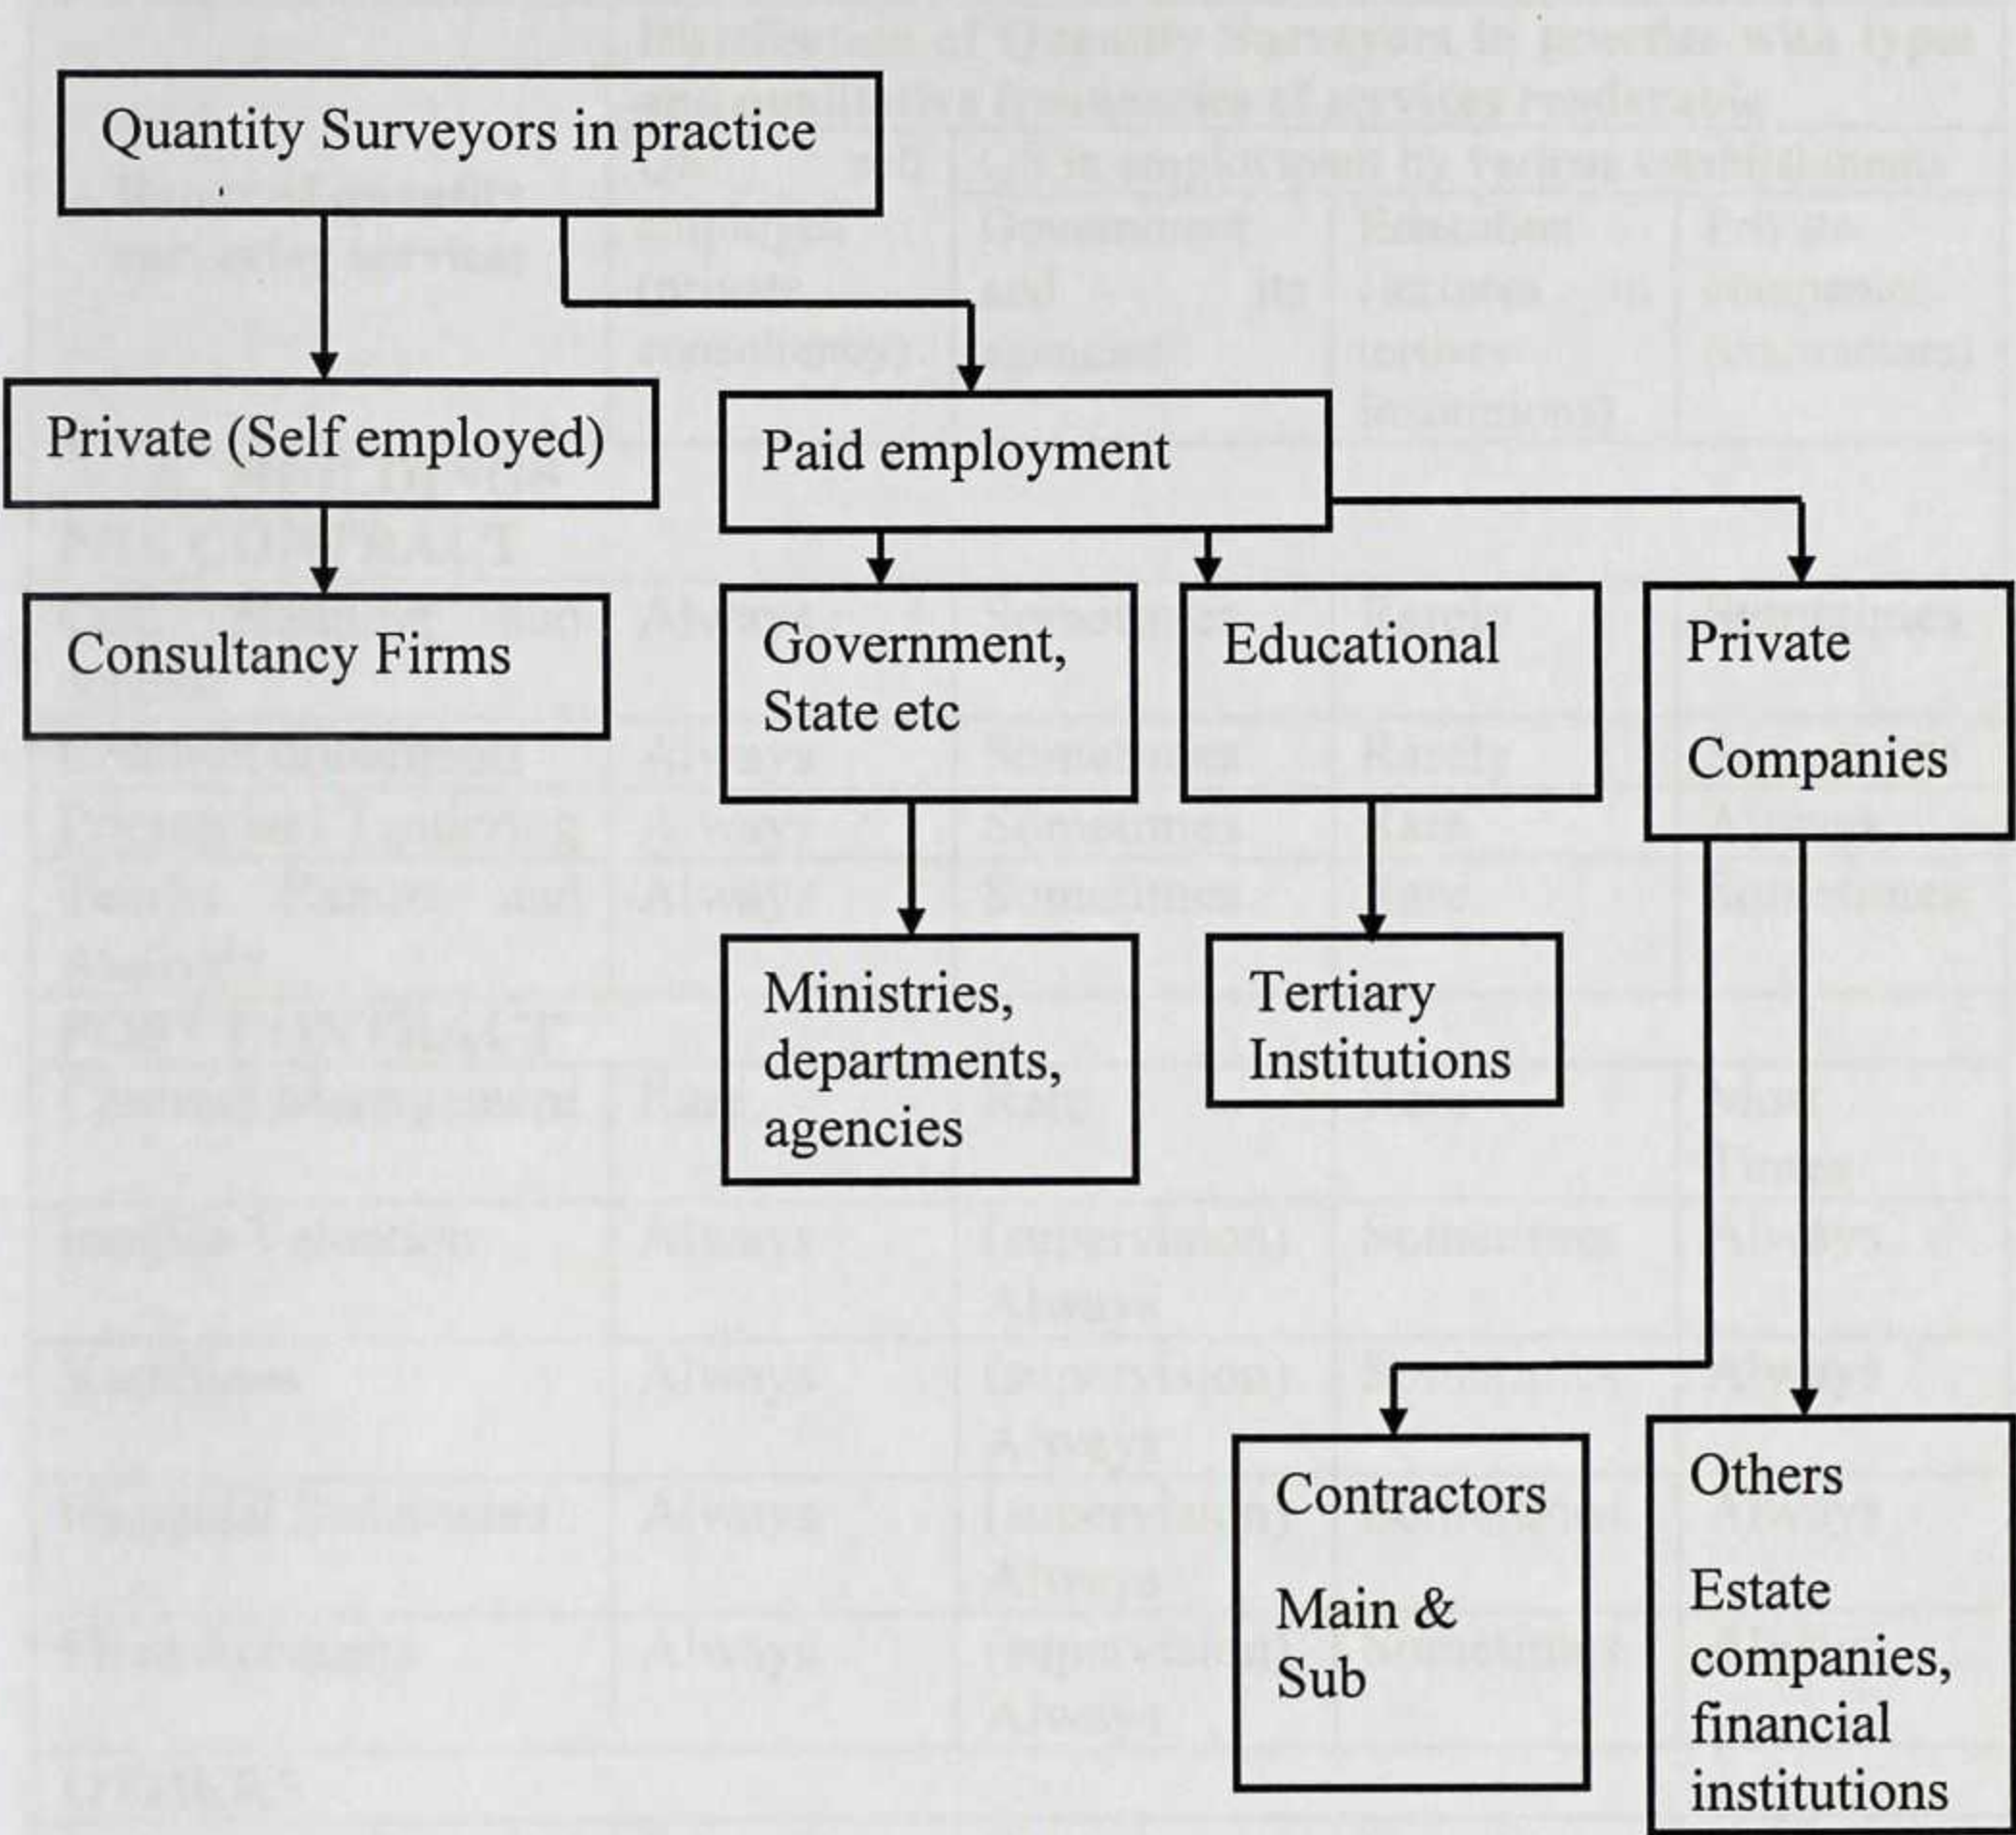 Quantity Surveyors in practice
Private (Self employed)
Paid employment
Consultancy Firms
Government,
State etc
Educational
Private
Companies
Ministries,
departments,
agencies
Tertiary
Institutions
Contractors
Main &
Sub
Others
Estate
companies,
financial
institutions